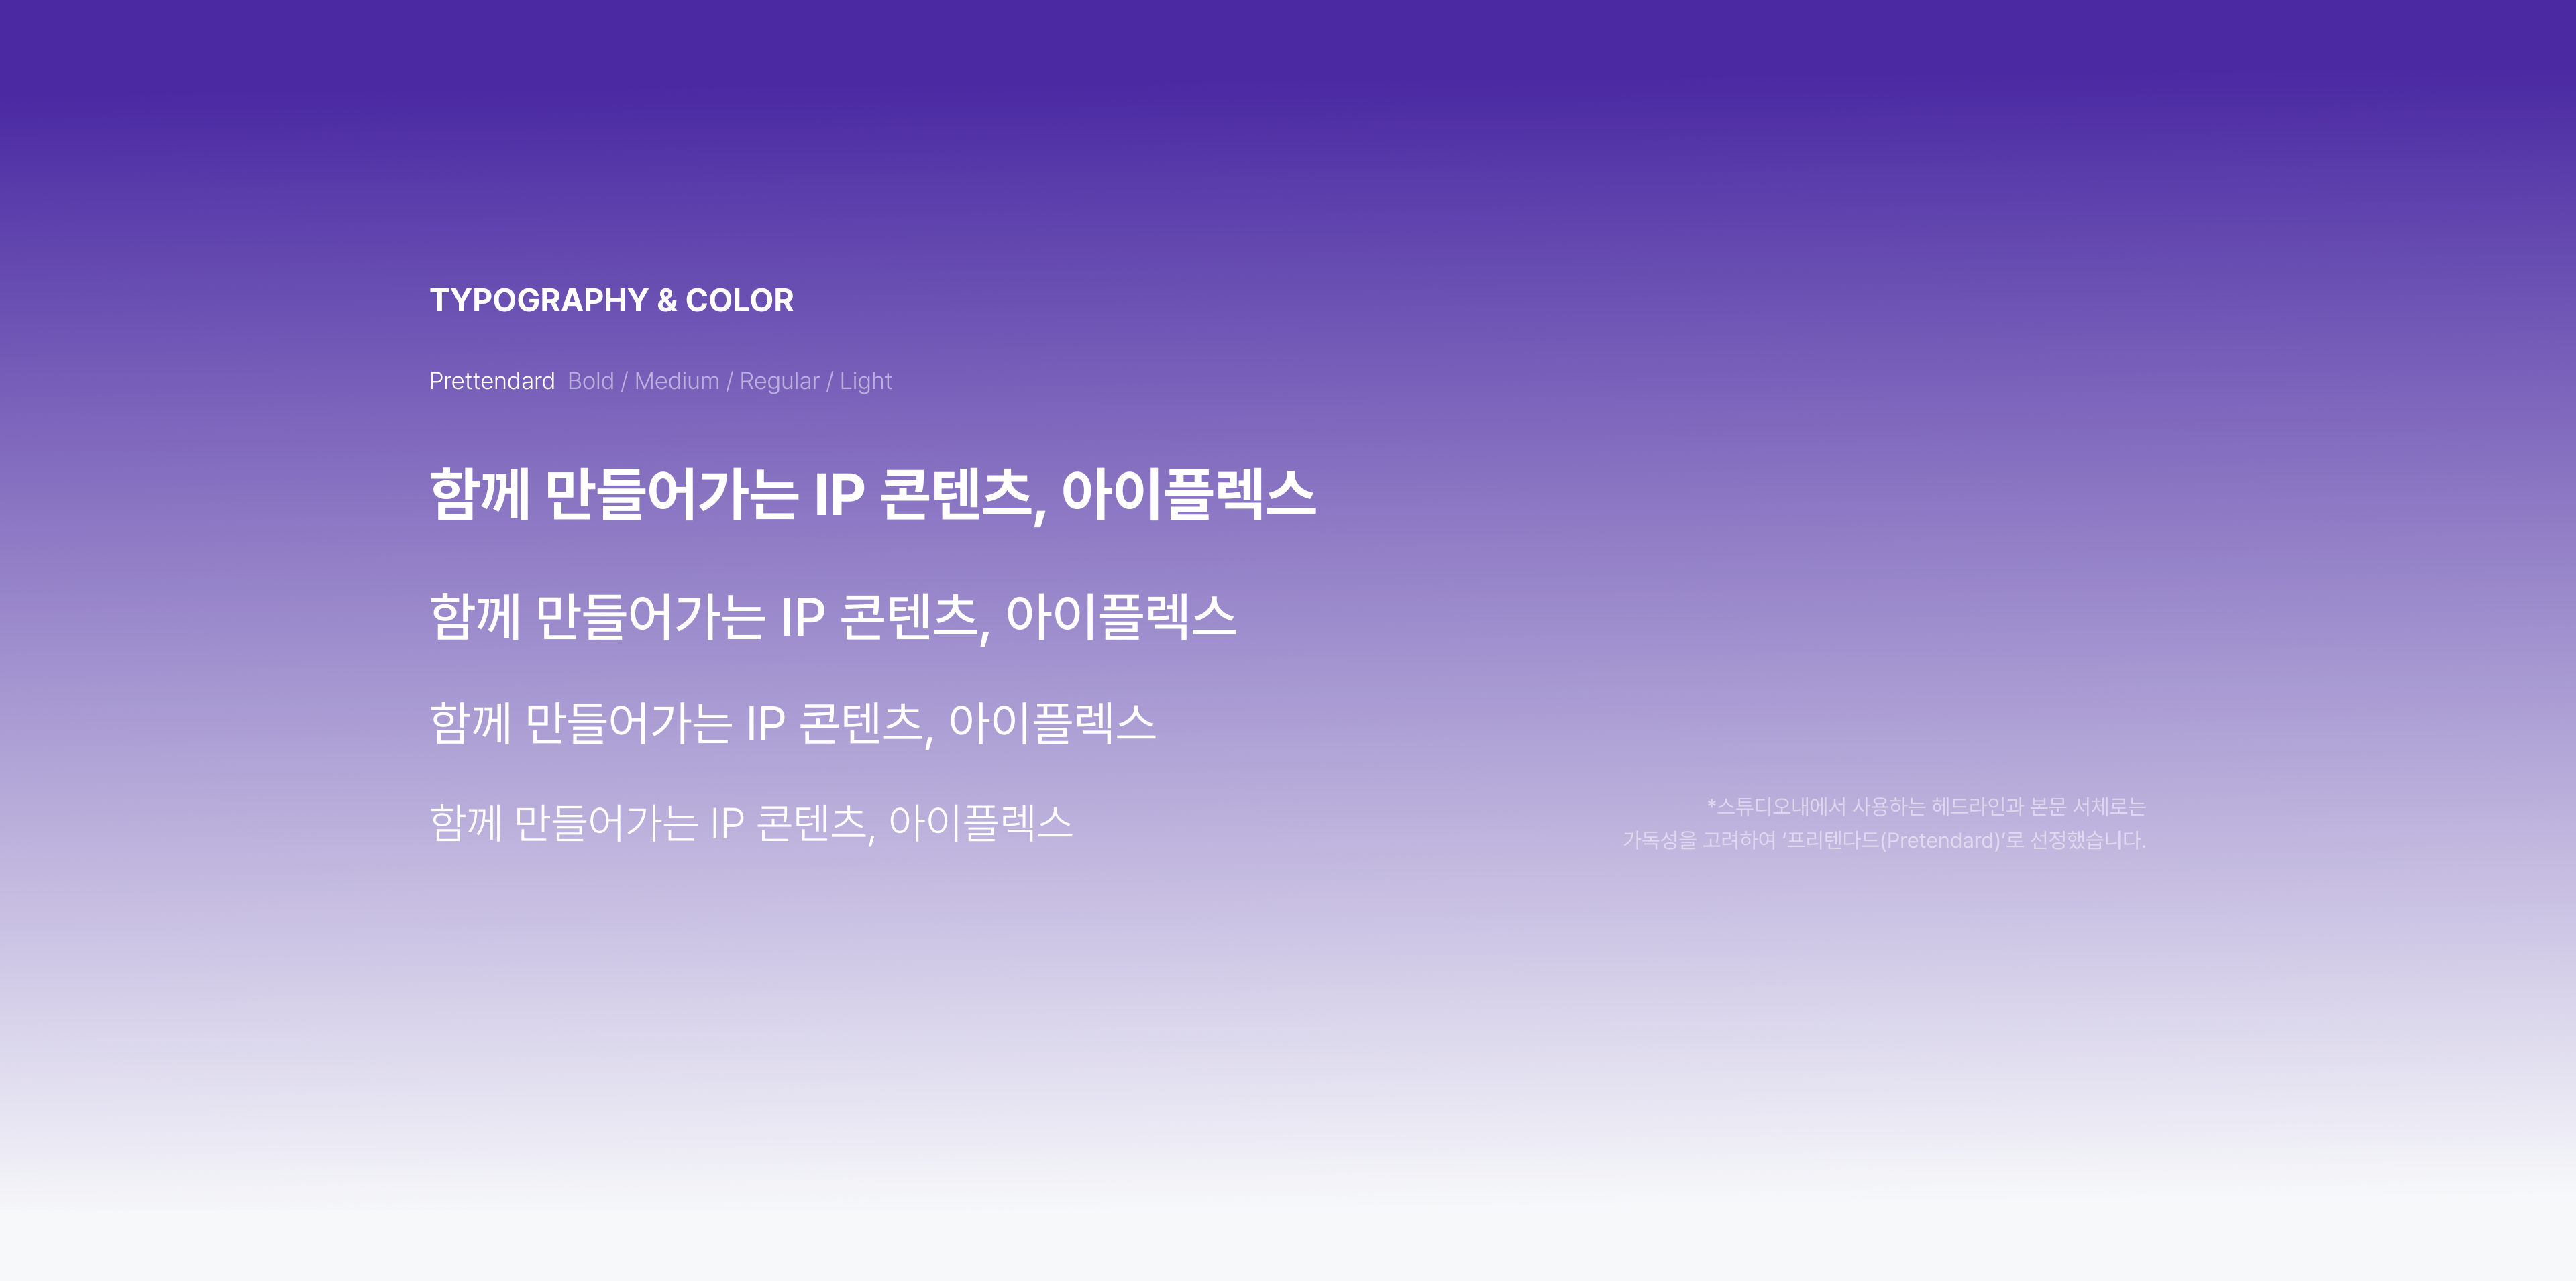 TYPOGRAPHY & COLOR
Prettendard Bold / Medium / Regular / Light
함께 만들어가는 IP 콘텐츠, 아이플렉스
함께 만들어가는 IP 콘텐츠, 아이플렉스
함께 만들어가는 IP 콘텐츠, 아이플렉스
함께 만들어가는 IP 콘텐츠, 아이플렉스
*스튜디오내에서 사용하는 헤드라인과 본문 서체로는
가독성을 고려하여 ‘프리텐다드(Pretendard)’로 선정했습니다.